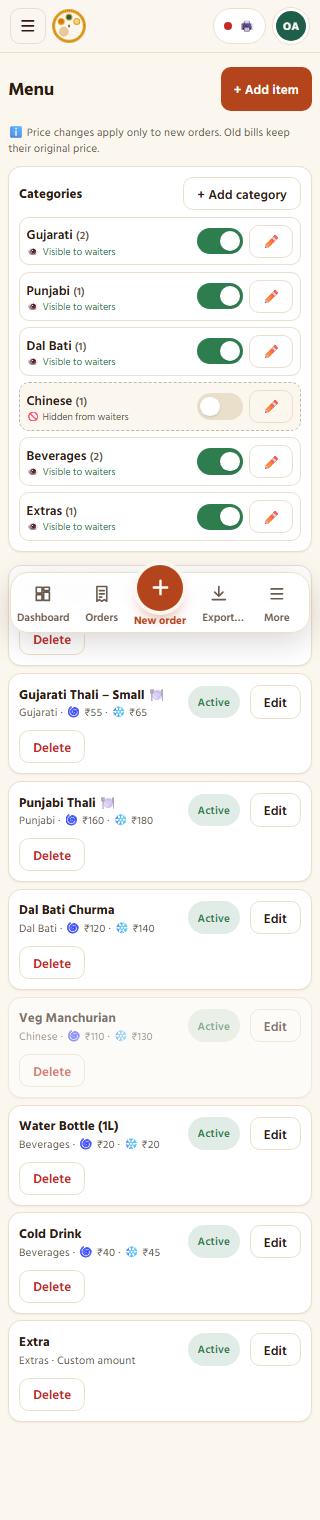 OA
Menu
+ Add item
ℹ️ Price changes apply only to new orders. Old bills keep
their original price.
Categories
+ Add category
Gujarati (2)
Visible to waiters
Punjabi (1)
Visible to waiters
Dal Bati (1)
Visible to waiters
Chinese (1)
Hidden from waiters
Beverages (2)
Visible to waiters
Extras (1)
Visible to waiters
Dashboard
Orders
New order
Export...
More
Delete
Gujarati Thali – Small
Active
Edit
Gujarati · ₹55 · ₹65
Delete
Punjabi Thali
Active
Edit
Punjabi · ₹160 · ₹180
Delete
Dal Bati Churma
Active
Edit
Dal Bati · ₹120 · ₹140
Delete
Veg Manchurian
Active
Edit
Chinese · ₹110 · ₹130
Delete
Water Bottle (1L)
Active
Edit
Beverages · ₹20 · ₹20
Delete
Cold Drink
Active
Edit
Beverages · ₹40 · ₹45
Delete
Extra
Active
Edit
Extras · Custom amount
Delete